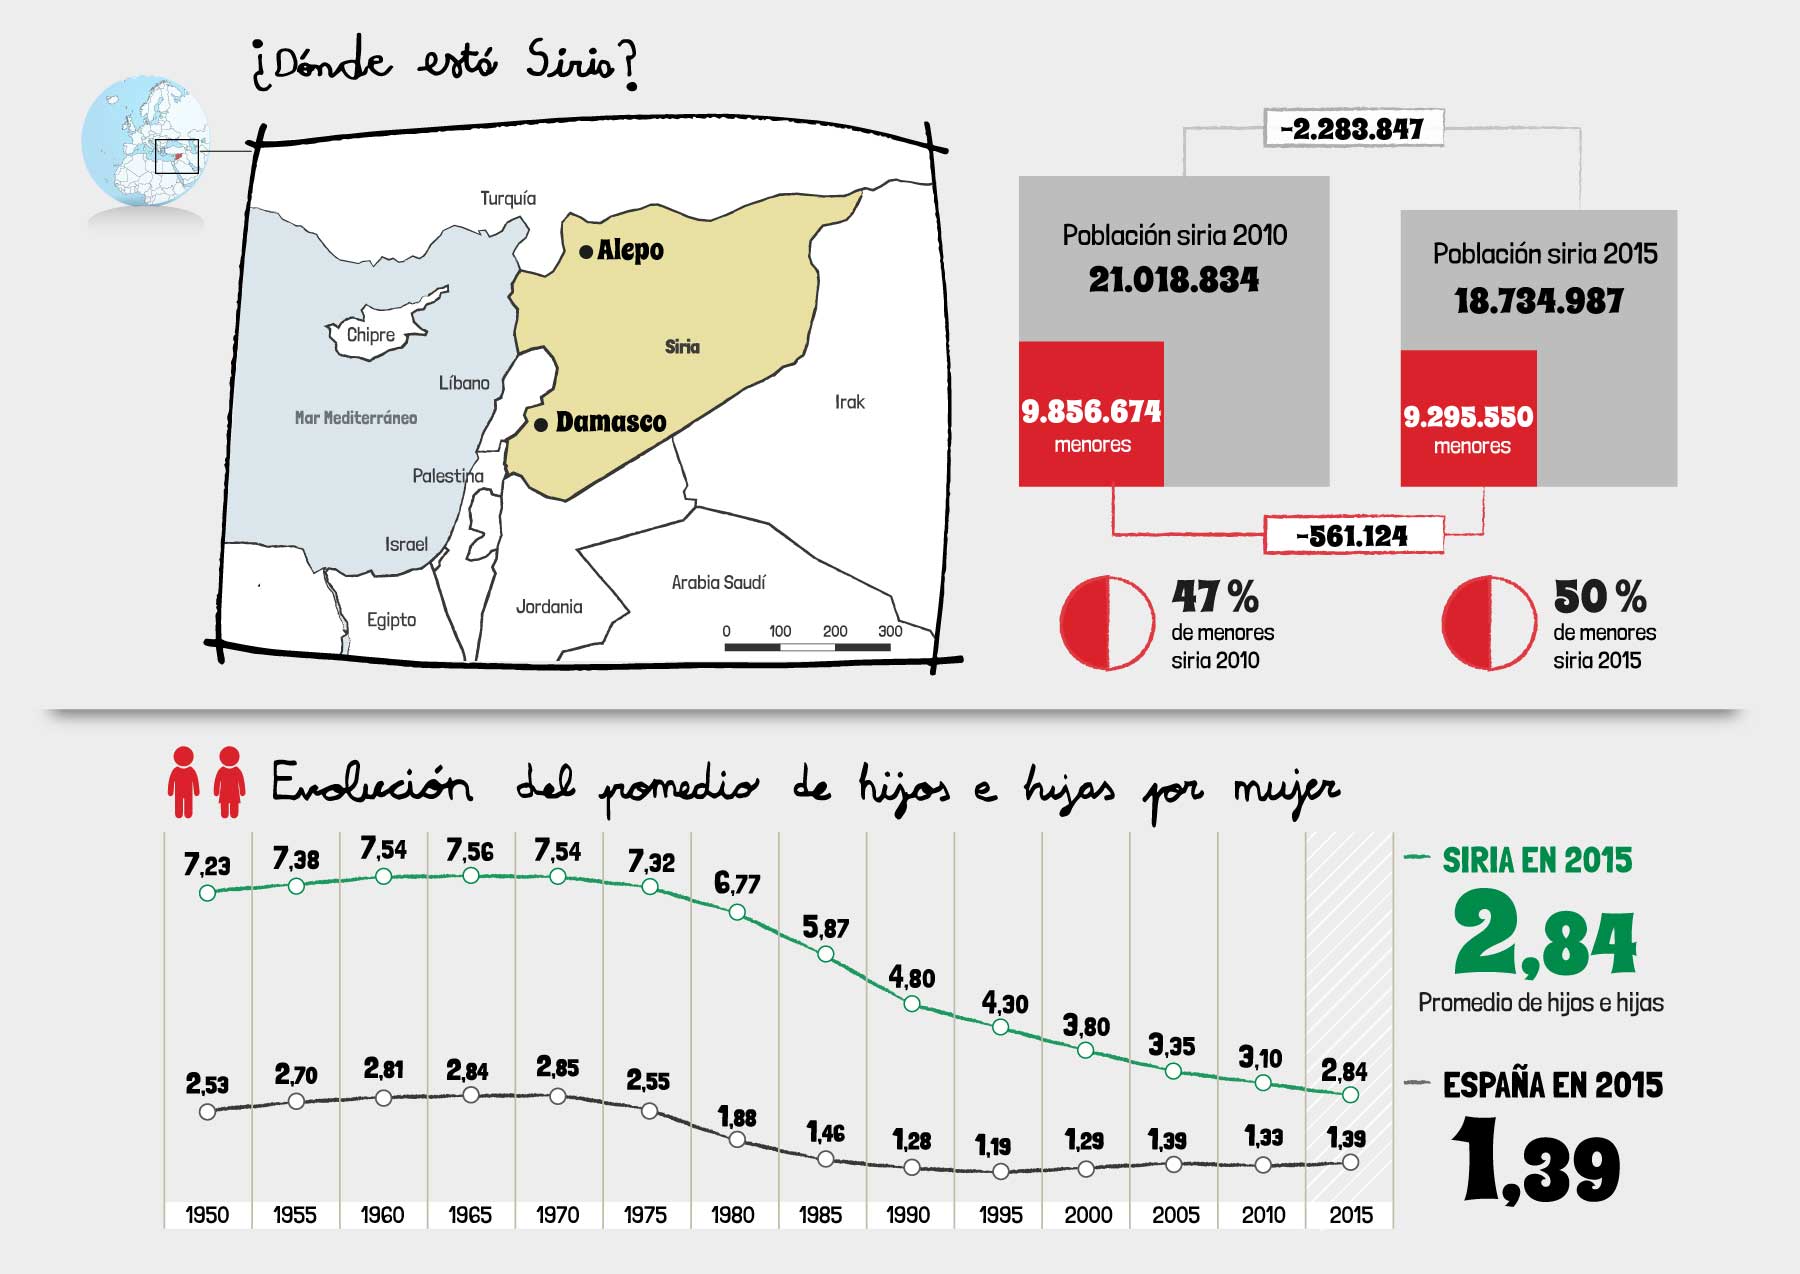 ¿Dónde está Siria?
Turquía
Alepo
Chipre
Siria
Líbano
Irak
Mar Mediterráneo
Damasco
Palestina
Israel
Arabia Saudí
Jordania
Egipto
0 100 200 300
-2.283.847
Población siria 2010
21.018.834
9.856.674
menores
Población siria 2015
18.734.987
9.295.550
menores
-561.124
47 %
de menores
siria 2010
50 %
de menores
siria 2015
Evolución del promedio de hijos e hijas por mujer
7,23 7,38 7,54 7,56 7,54 7,32 6,77 5,87 4,80 4,30 3,80 3,35 3,10 2,84
2,53 2,70 2,81 2,84 2,85 2,55 1,88 1,46 1,28 1,19 1,29 1,39 1,33 1,39
1950 1955 1960 1965 1970 1975 1980 1985 1990 1995 2000 2005 2010 2015
SIRIA EN 2015
2,84
Promedio de hijos e hijas
ESPAÑA EN 2015
1,39